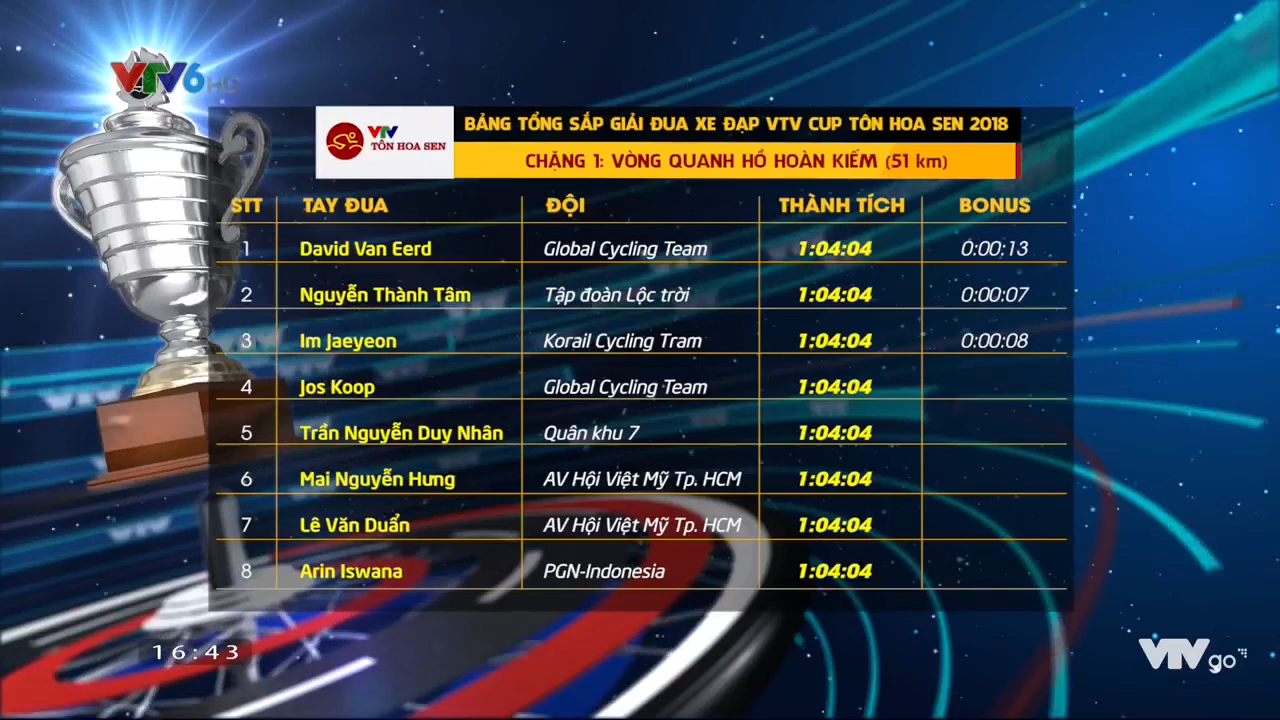 VTV6 HD
VTV
TÔN HOA SEN
BẢNG TỔNG SẮP GIẢI ĐUA XE ĐẠP VTV CUP TÔN HOA SEN 2018
CHẶNG 1: VÒNG QUANH HỒ HOÀN KIẾM (51 km)
STT TAY ĐUA ĐỘI THÀNH TÍCH BONUS
1 David Van Eerd Global Cycling Team 1:04:04 0:00:13
2 Nguyễn Thành Tâm Tập đoàn Lộc trời 1:04:04 0:00:07
3 Im Jaeyeon Korail Cycling Tram 1:04:04 0:00:08
4 Jos Koop Global Cycling Team 1:04:04
5 Trần Nguyễn Duy Nhân Quân khu 7 1:04:04
6 Mai Nguyễn Hưng AV Hội Việt Mỹ Tp. HCM 1:04:04
7 Lê Văn Duẩn AV Hội Việt Mỹ Tp. HCM 1:04:04
8 Arin Iswana PGN-Indonesia 1:04:04
16:43
VTVgo